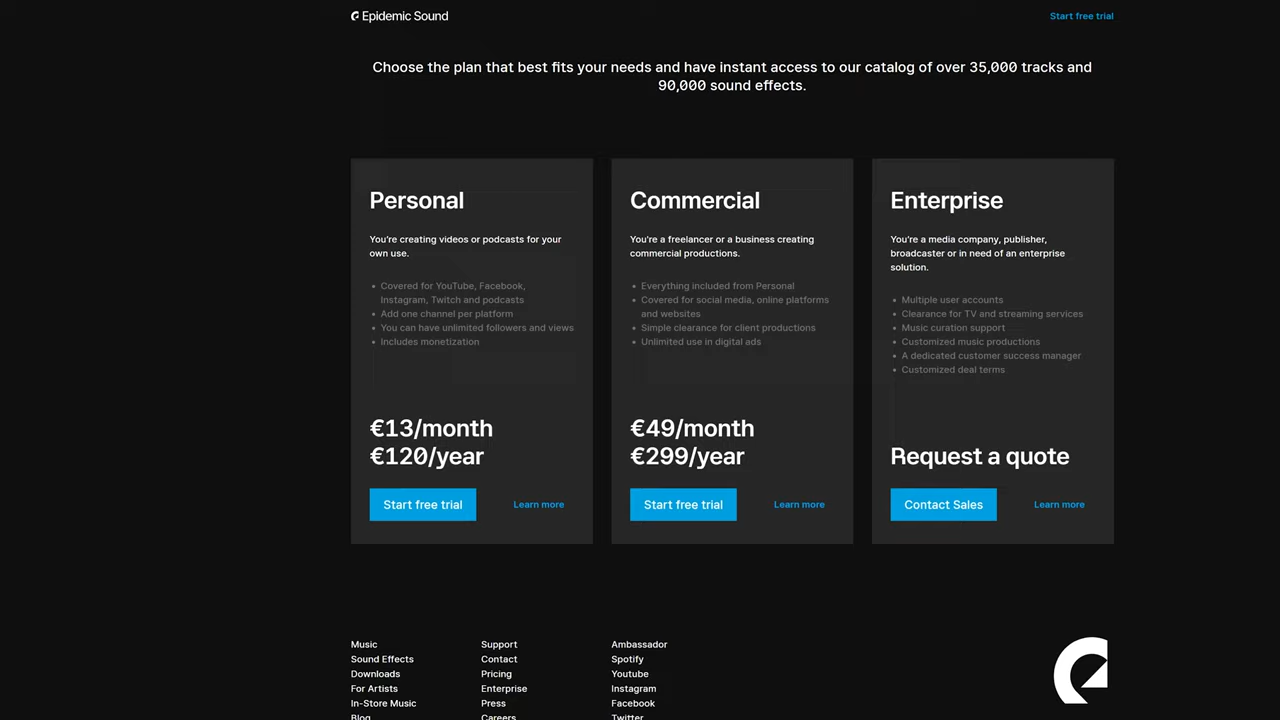 Epidemic Sound
Start free trial
Choose the plan that best fits your needs and have instant access to our catalog of over 35,000 tracks and
90,000 sound effects.
Personal
You're creating videos or podcasts for your
own use.
• Covered for YouTube, Facebook,
Instagram, Twitch and podcasts
• Add one channel per platform
• You can have unlimited followers and views
• Includes monetization
€13/month
€120/year
Start free trial
Learn more
Commercial
You're a freelancer or a business creating
commercial productions.
• Everything included from Personal
• Covered for social media, online platforms
and websites
• Simple clearance for client productions
• Unlimited use in digital ads
€49/month
€299/year
Start free trial
Learn more
Enterprise
You're a media company, publisher,
broadcaster or in need of an enterprise
solution.
• Multiple user accounts
• Clearance for TV and streaming services
• Music curation support
• Customized music productions
• A dedicated customer success manager
• Customized deal terms
Request a quote
Contact Sales
Learn more
Music
Sound Effects
Downloads
For Artists
In-Store Music
Blog
Support
Contact
Pricing
Enterprise
Press
Careers
Ambassador
Spotify
Youtube
Instagram
Facebook
Twitter